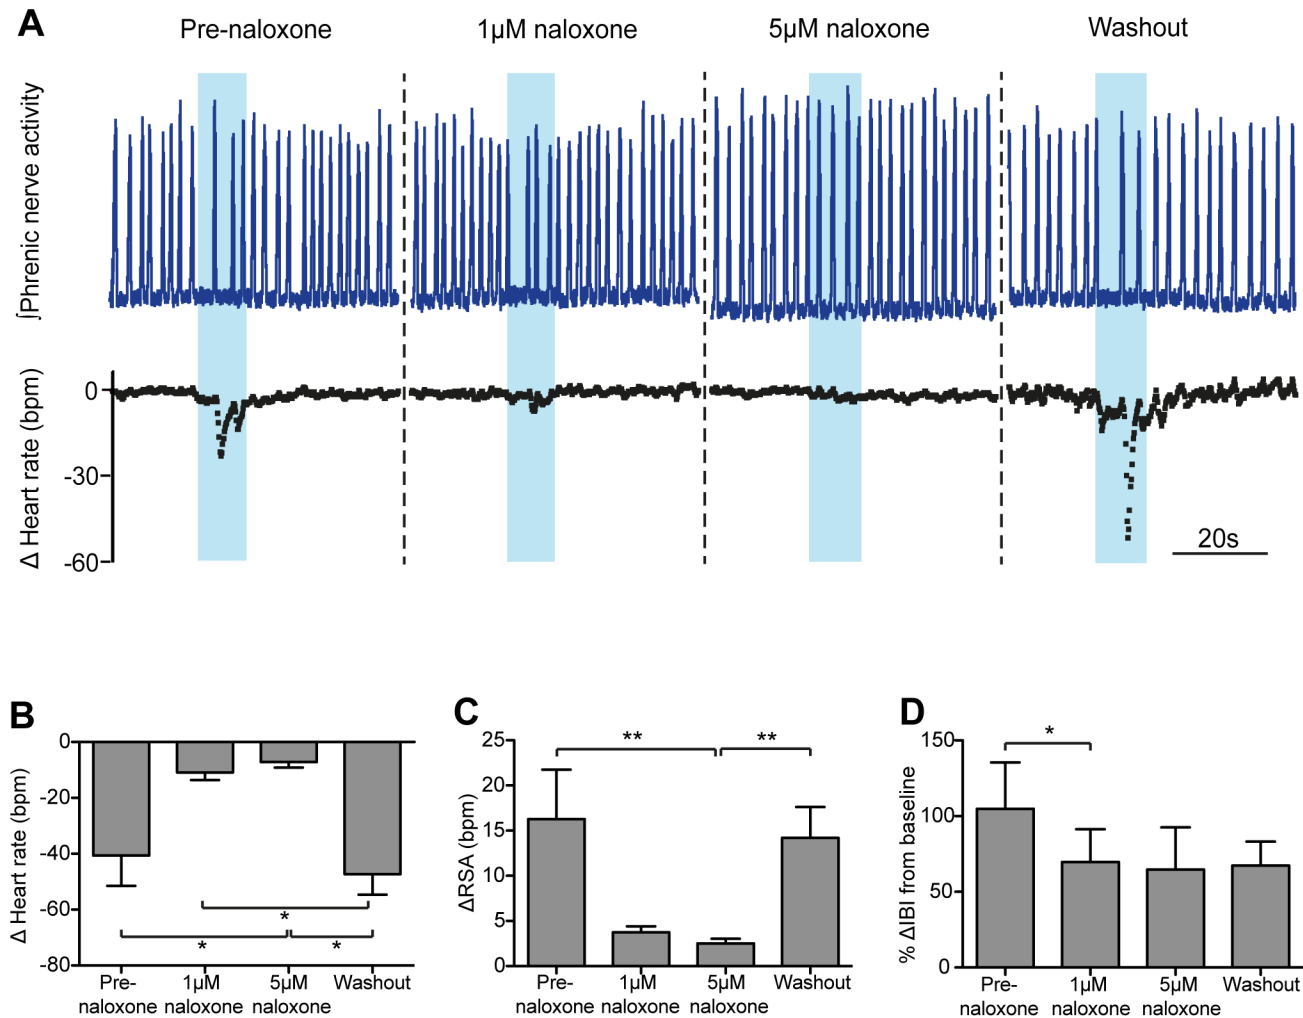 A
Pre-naloxone
1µM naloxone
5µM naloxone
Washout
∫Phrenic nerve activity
Δ Heart rate (bpm)
0
-30
-60
20s
B
Δ Heart rate (bpm)
0
-20
-40
-60
-80
*
*
*
Pre-
naloxone
1µM
naloxone
5µM
naloxone
Washout
C
ΔRSA (bpm)
25
20
15
10
5
0
**
**
Pre-
naloxone
1µM
naloxone
5µM
naloxone
Washout
D
% ΔIBI from baseline
150
100
50
0
*
Pre-
naloxone
1µM
naloxone
5µM
naloxone
Washout